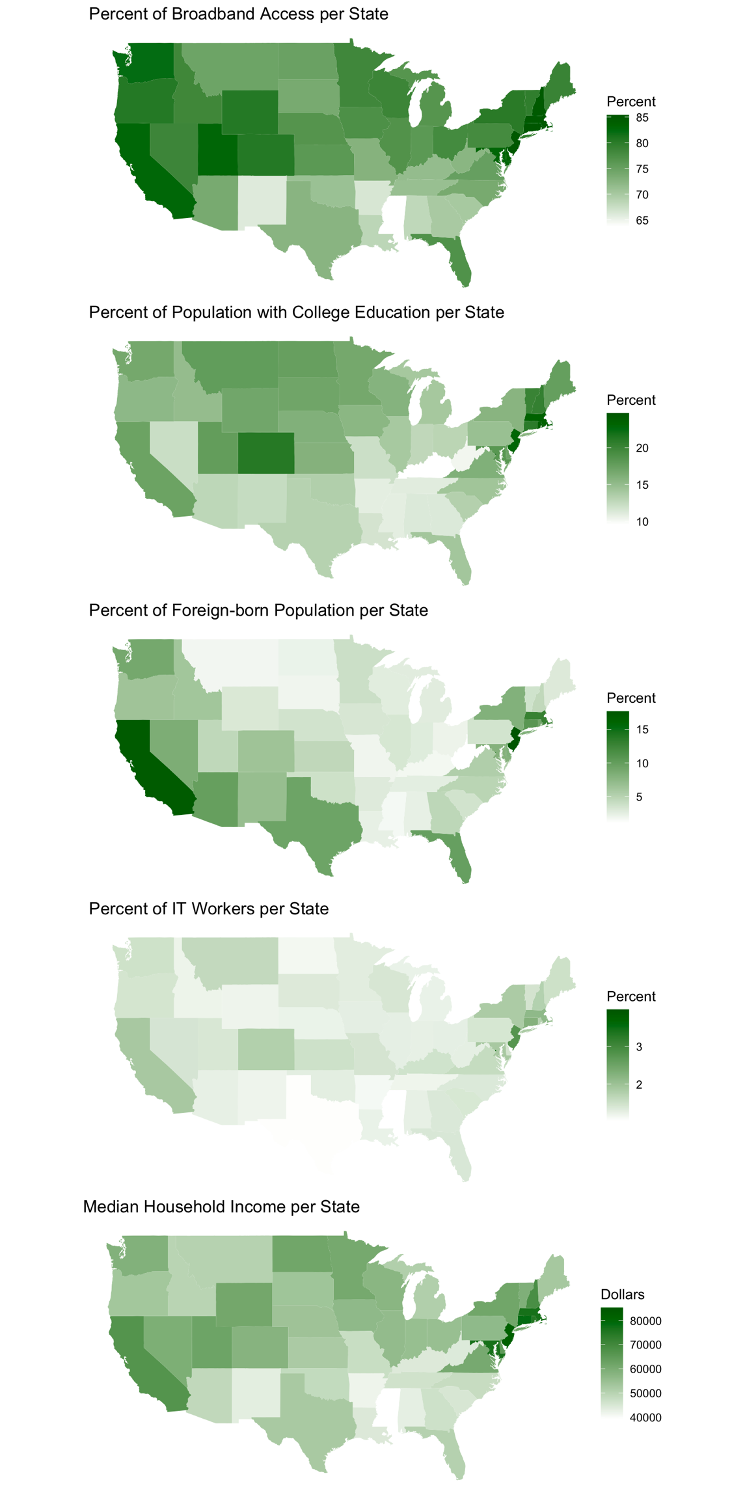 Percent of Broadband Access per State
Percent
85
80
75
70
65
Percent of Population with College Education per State
Percent
20
15
10
Percent of Foreign-born Population per State
Percent
15
10
5
Percent of IT Workers per State
Percent
3
2
Median Household Income per State
Dollars
80000
70000
60000
50000
40000